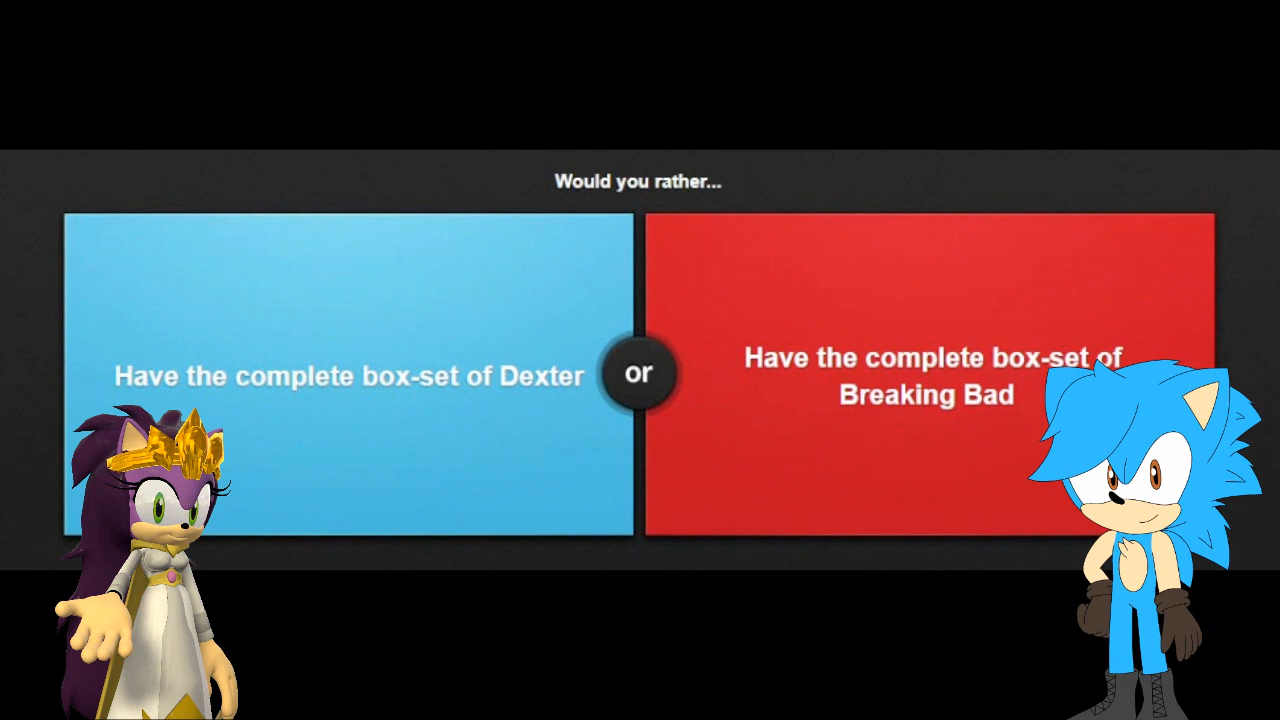 Would you rather...
Have the complete box-set of Dexter
or
Have the complete box-set of
Breaking Bad